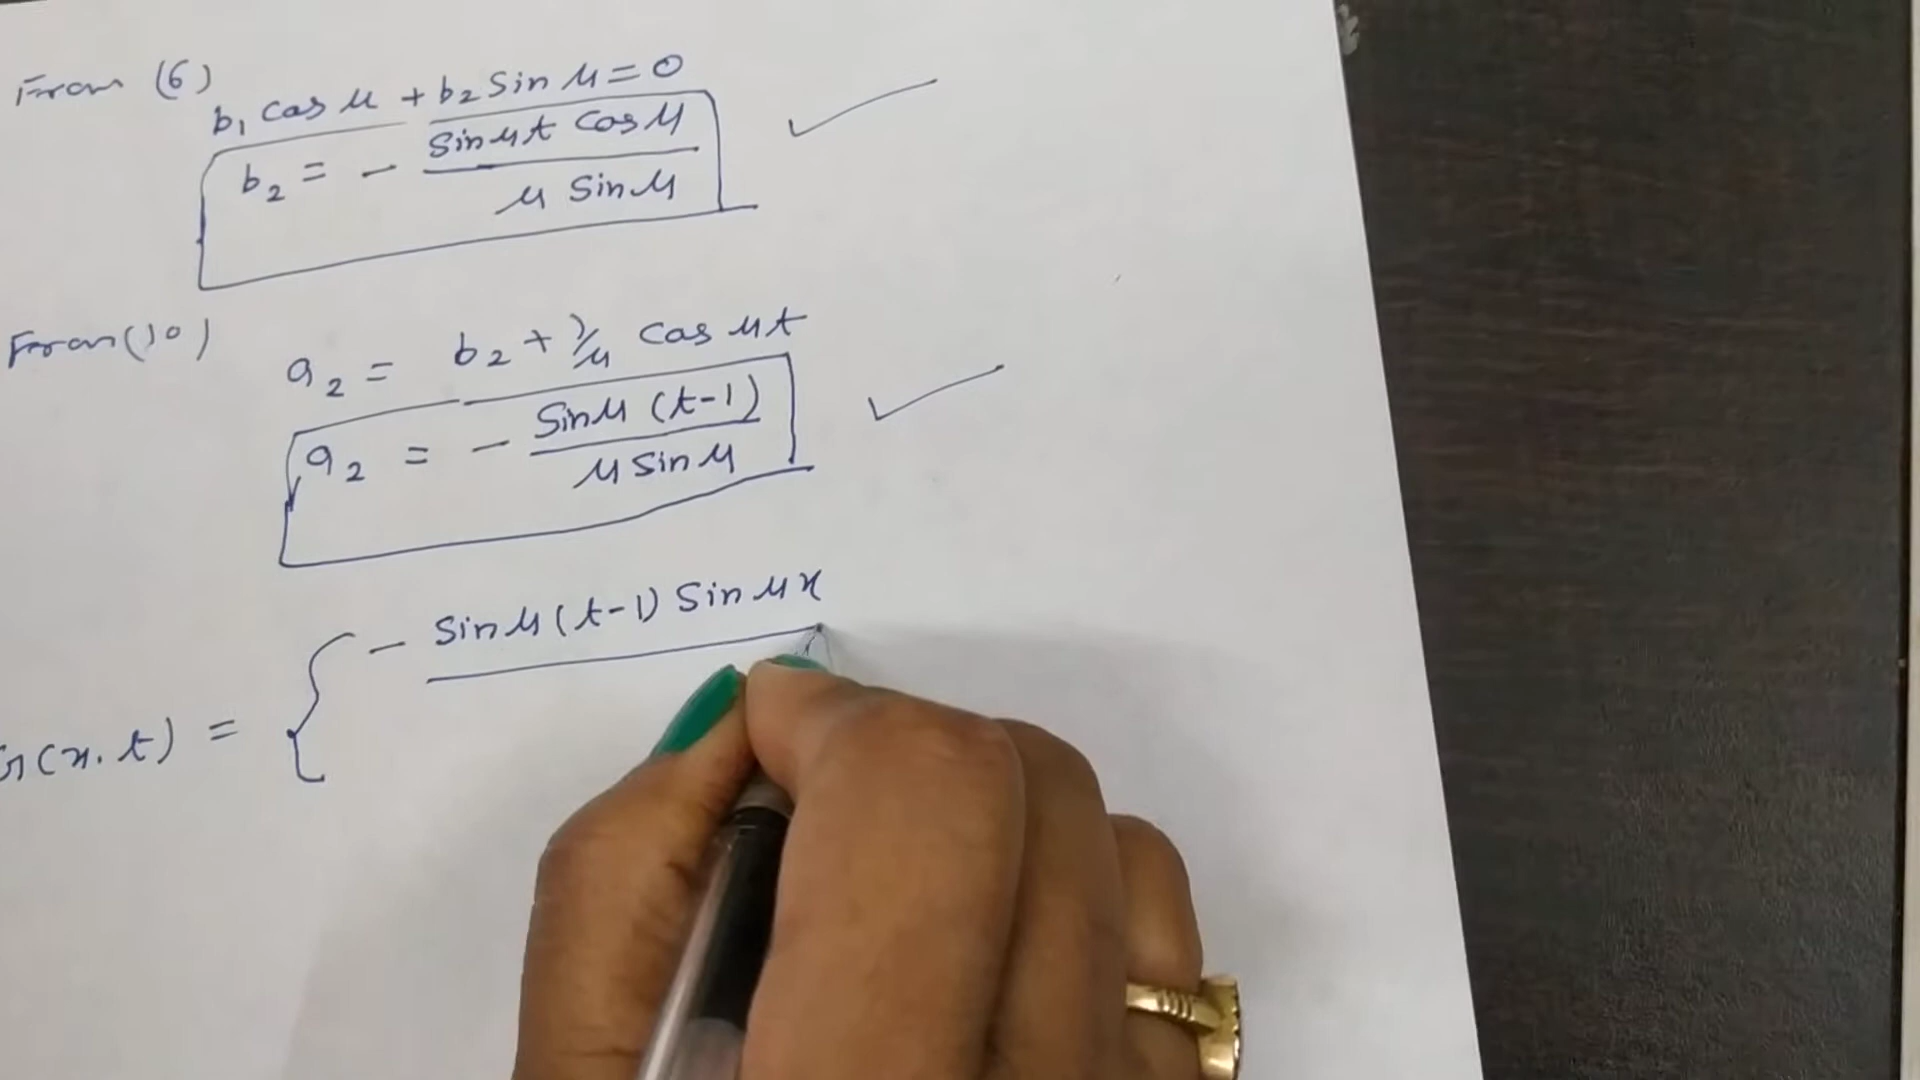 From (6)
b₁ cos μ + b₂ sin μ = 0
b₂ = - sin μt cos μ / μ sin μ
From (10)
a₂ = b₂ + 1/μ cos μt
a₂ = - sin μ (t-1) / μ sin μ
- sin μ (t-1) sin μx
G(x.t) = {